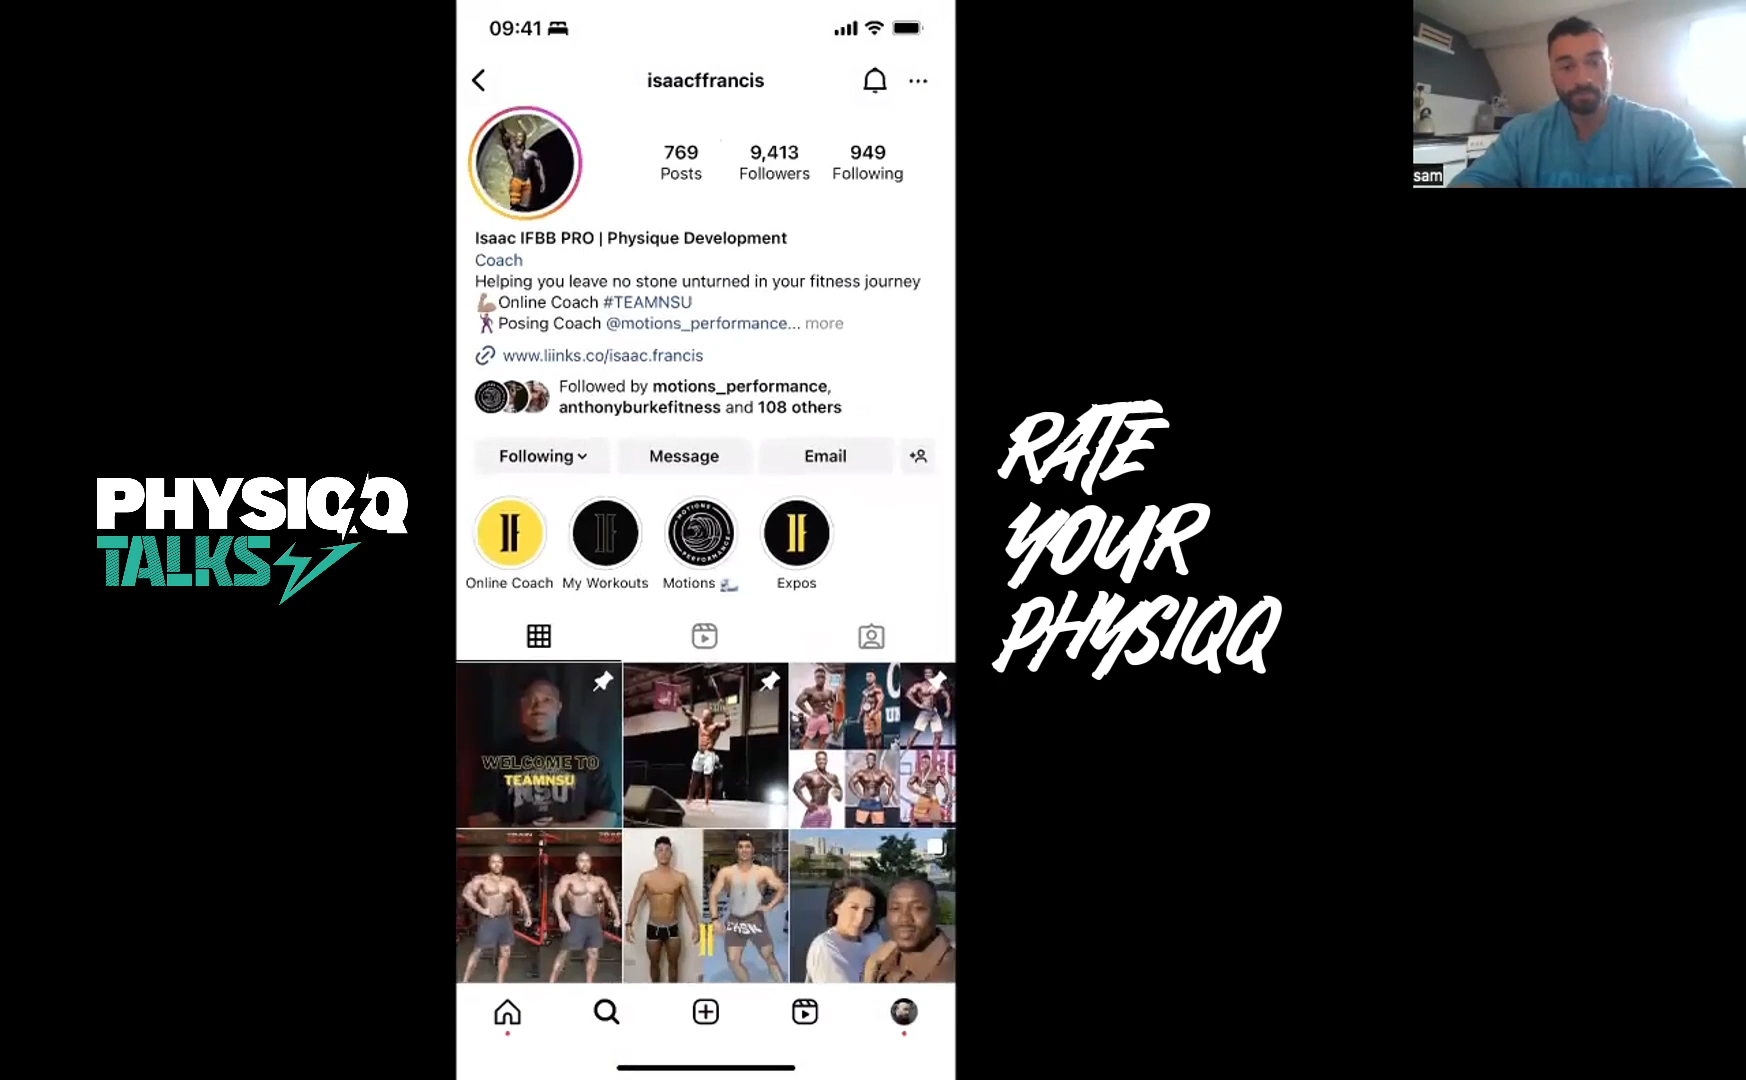 09:41
isaacffrancis
769
Posts
9,413
Followers
949
Following
Isaac IFBB PRO | Physique Development
Coach
Helping you leave no stone unturned in your fitness journey
💪🏽Online Coach #TEAMNSU
🕺🏽Posing Coach @motions_performance... more
www.liinks.co/isaac.francis
Followed by motions_performance,
anthonyburkefitness and 108 others
Following
Message
Email
Online Coach
My Workouts
Motions 🌊
Expos
WELCOME TO
TEAMNSU
NSU
PHYSIQQ
TALKS
RATE
YOUR
PHYSIQQ
sam